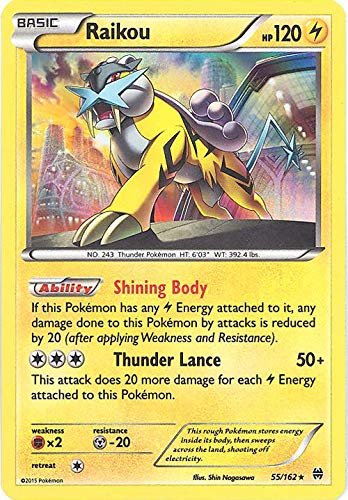 BASIC
Raikou HP120
NO. 243 Thunder Pokémon HT: 6'03" WT: 392.4 lbs.
Ability Shining Body
If this Pokémon has any Energy attached to it, any
damage done to this Pokémon by attacks is reduced
by 20 (after applying Weakness and Resistance).
Thunder Lance 50+
This attack does 20 more damage for each Energy
attached to this Pokémon.
weakness resistance
×2 -20
retreat
This rough Pokémon stores energy
inside its body, then sweeps
across the land, shooting off
electricity.
©2015 Pokémon Illus. Shin Nagasawa 55/162 ★